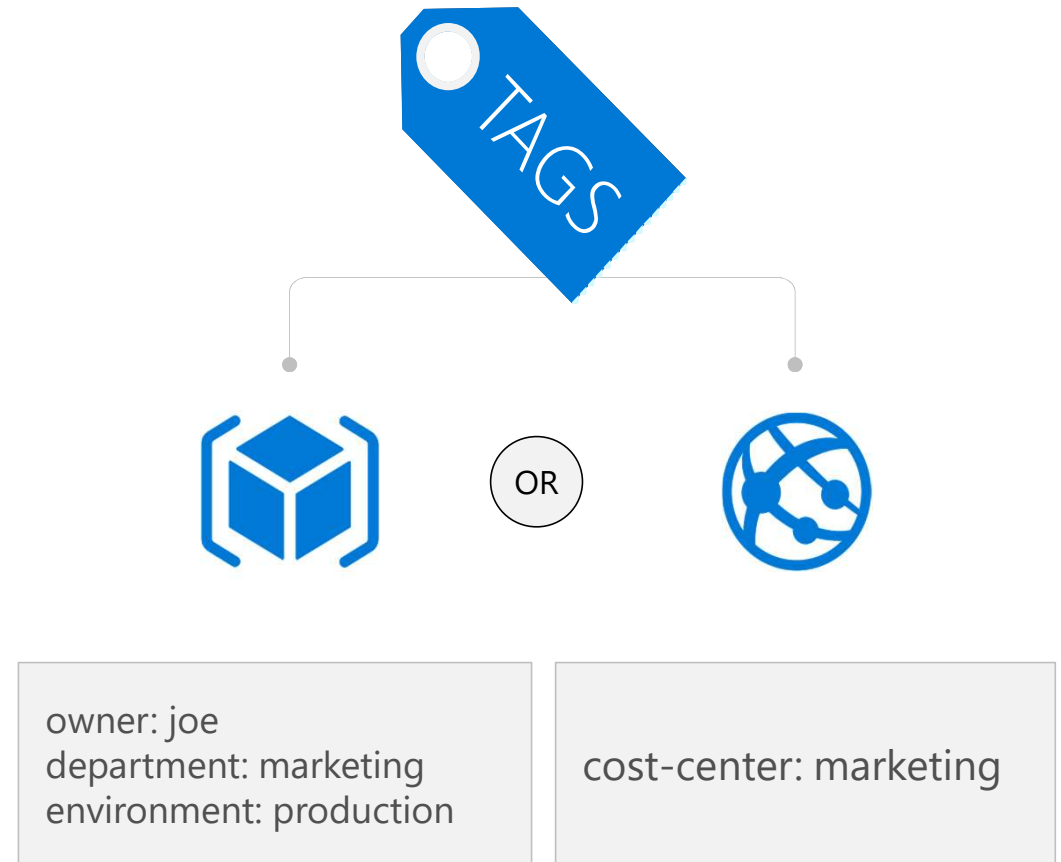 TAGS
OR
owner: joe
department: marketing
environment: production
cost-center: marketing